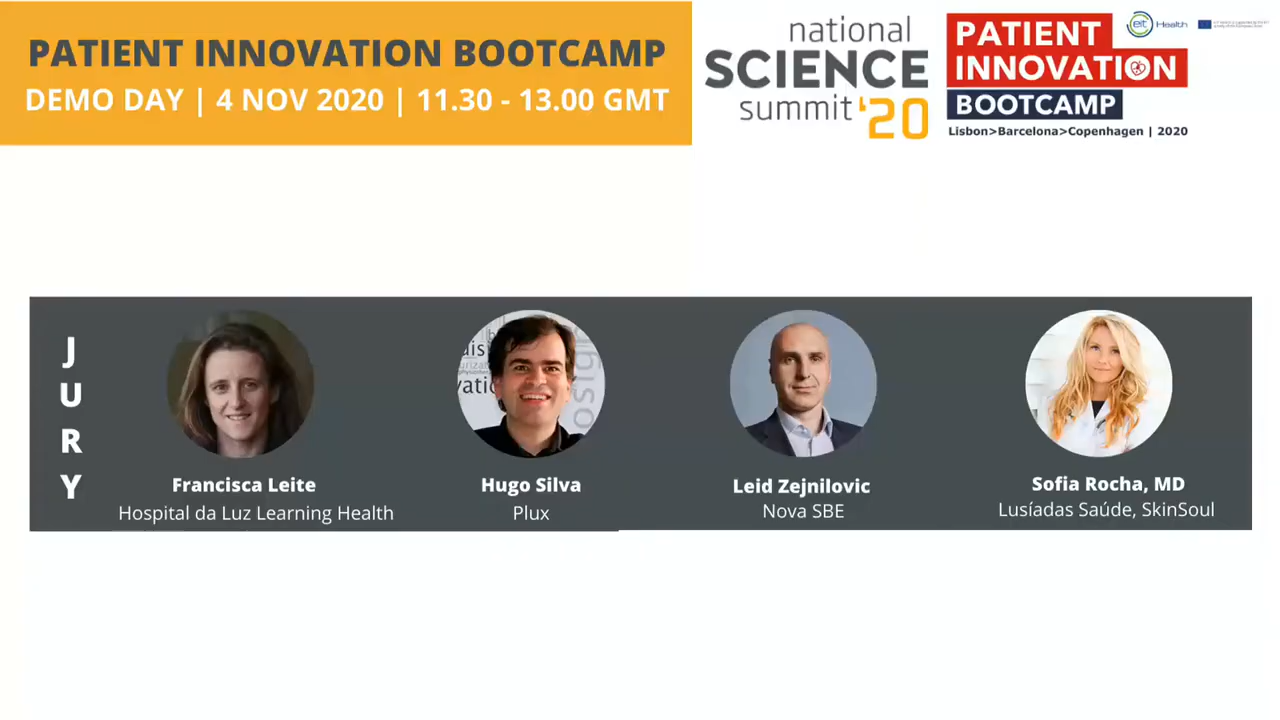 PATIENT INNOVATION BOOTCAMP
DEMO DAY | 4 NOV 2020 | 11.30 - 13.00 GMT
national
SCIENCE
summit '20
PATIENT
INNOVATION
BOOTCAMP
Lisbon>Barcelona>Copenhagen | 2020
eit Health
JURY
Francisca Leite
Hospital da Luz Learning Health
Hugo Silva
Plux
Leid Zejnilovic
Nova SBE
Sofia Rocha, MD
Lusíadas Saúde, SkinSoul